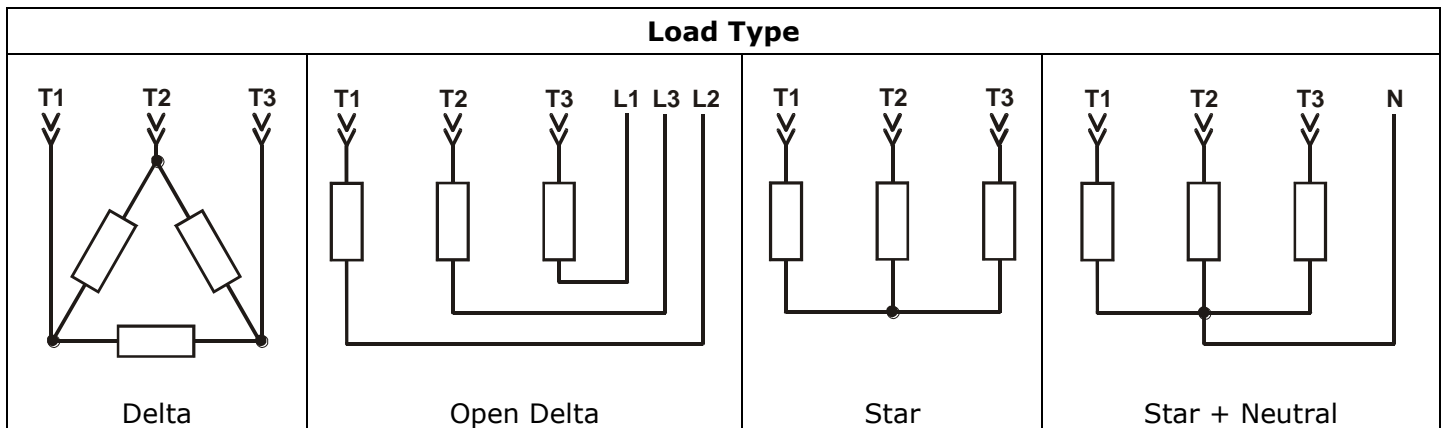 Load Type
T1 T2 T3
T1 T2 T3 L1 L3 L2
T1 T2 T3
T1 T2 T3 N
Delta
Open Delta
Star
Star + Neutral